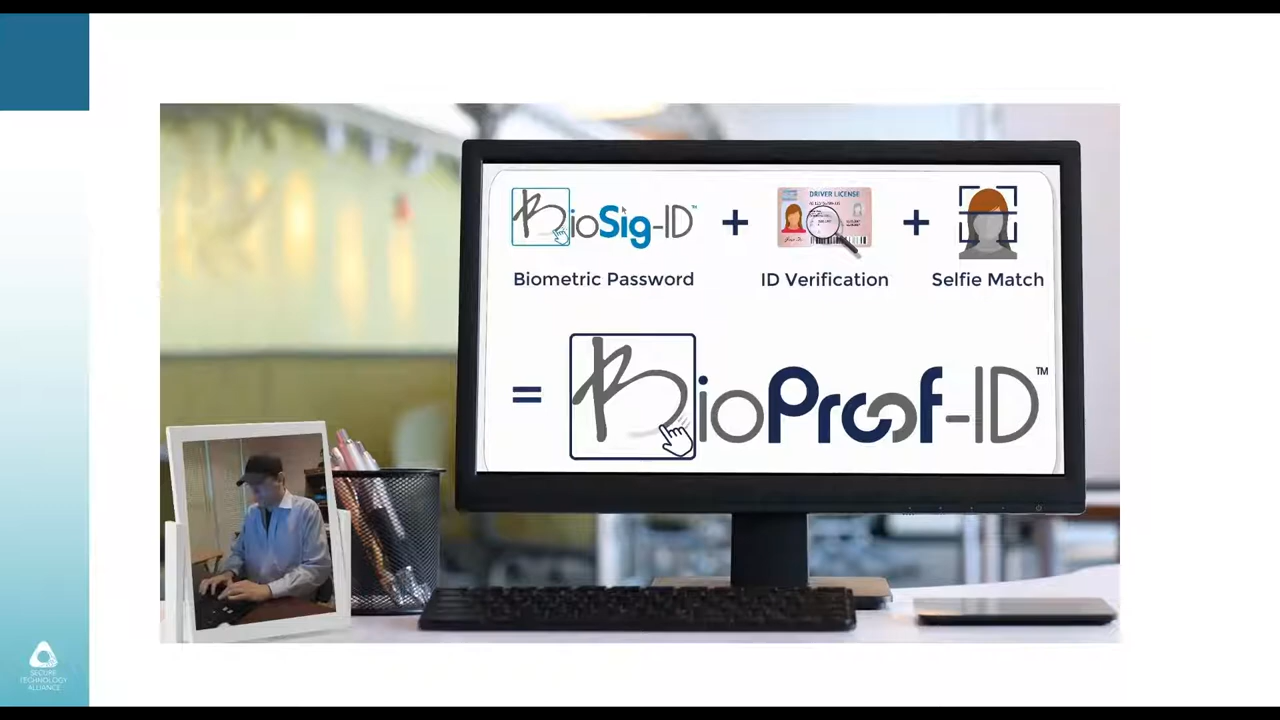 BioSig-ID™
DRIVER LICENSE
Biometric Password
+
ID Verification
+
Selfie Match
= BioProof-ID™
SECURE
TECHNOLOGY
ALLIANCE